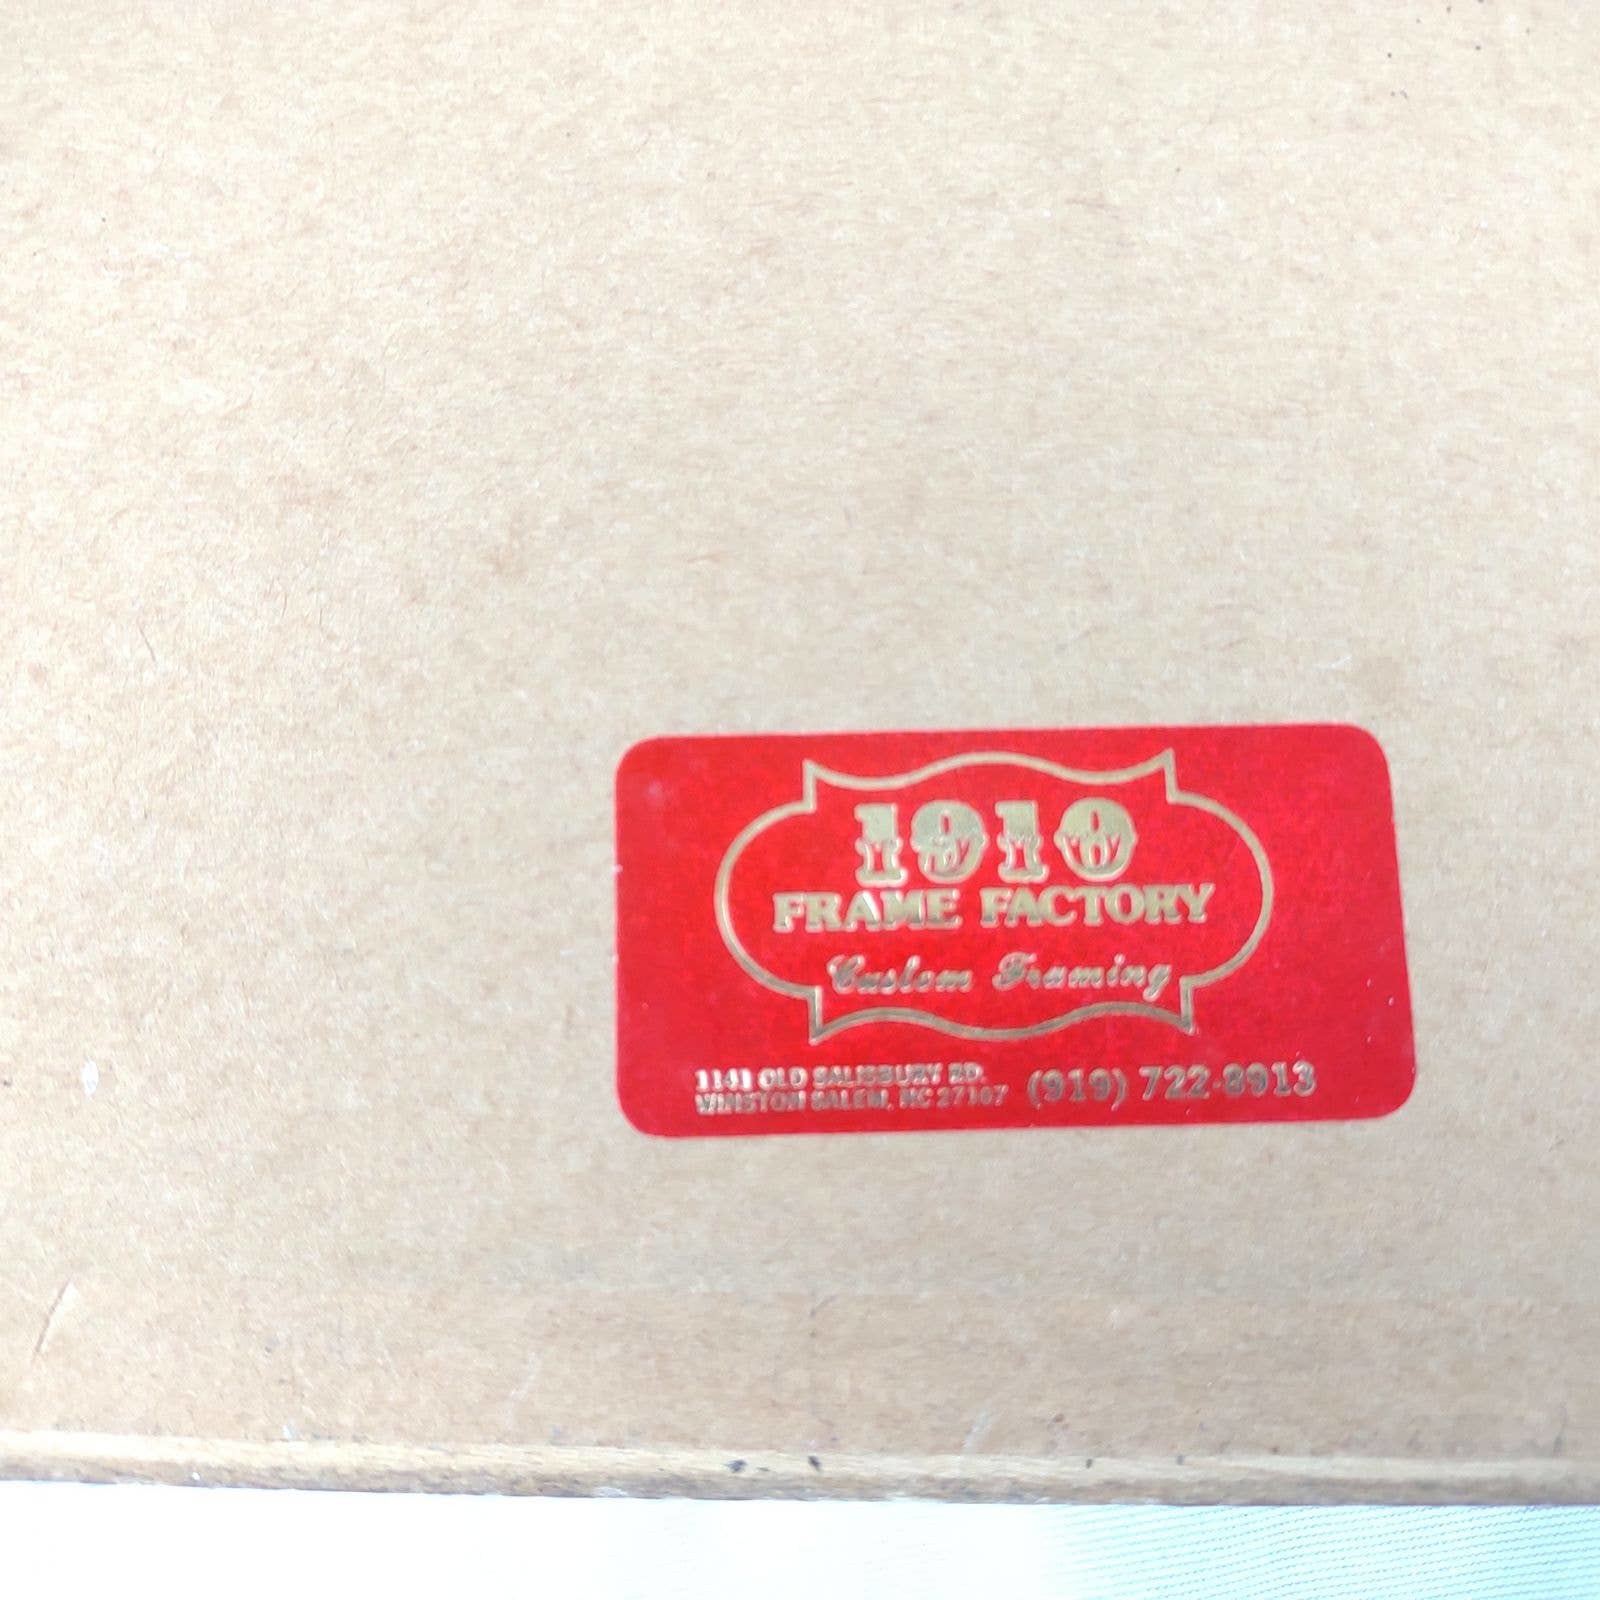 1910
FRAME FACTORY
Custom Framing
1141 OLD SALISBURY RD.
WINSTON SALEM, NC 27107
(919) 722-8913